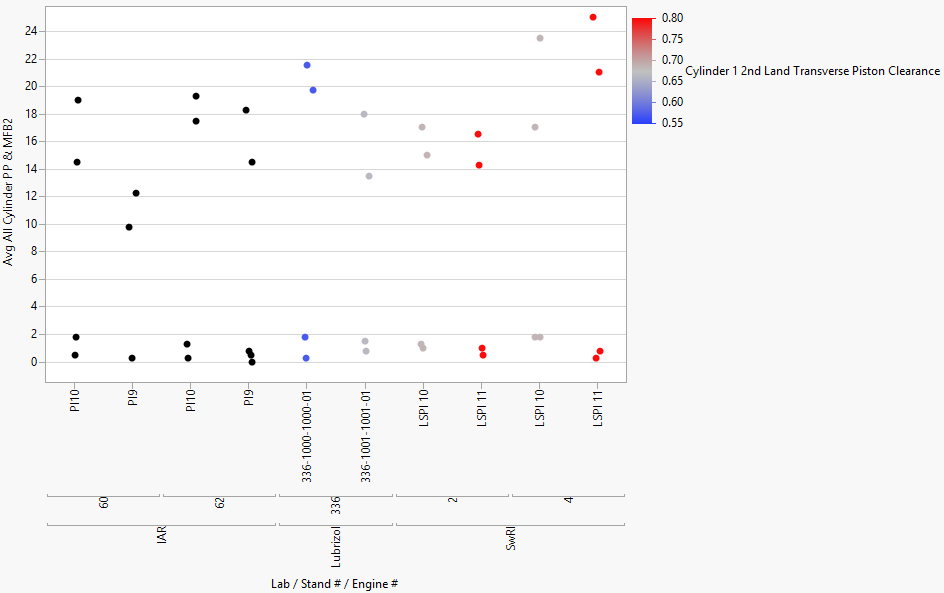 Avg All Cylinder PP & MFB2
24
22
20
18
16
14
12
10
8
6
4
2
0
0.80
0.75
0.70
0.65
0.60
0.55
Cylinder 1 2nd Land Transverse Piston Clearance
PI10
PI9
PI10
PI9
336-1000-1000-01
336-1001-1001-01
LSPI 10
LSPI 11
LSPI 10
LSPI 11
60
62
336
2
4
IAR
Lubrizol
SwRI
Lab / Stand # / Engine #